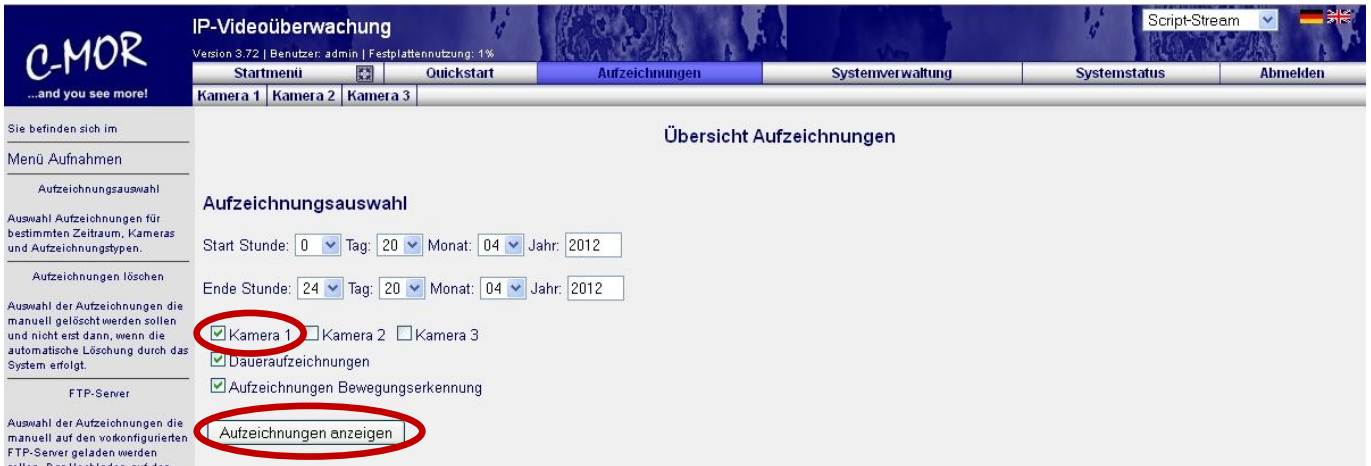 C-MOR
...and you see more!
IP-Videoüberwachung
Version 3.72 | Benutzer: admin | Festplattennutzung: 1%
Script-Stream
Startmenü Quickstart Aufzeichnungen Systemverwaltung Systemstatus Abmelden
Kamera 1 Kamera 2 Kamera 3
Sie befinden sich im
Menü Aufnahmen
Aufzeichnungsauswahl
Auswahl Aufzeichnungen für
bestimmten Zeitraum, Kameras
und Aufzeichnungstypen.
Aufzeichnungen löschen
Auswahl der Aufzeichnungen die
manuell gelöscht werden sollen
und nicht erst dann, wenn die
automatische Löschung durch das
System erfolgt.
FTP-Server
Auswahl der Aufzeichnungen die
manuell auf den vorkonfigurierten
FTP-Server geladen werden
Übersicht Aufzeichnungen
Aufzeichnungsauswahl
Start Stunde: 0 Tag: 20 Monat: 04 Jahr: 2012
Ende Stunde: 24 Tag: 20 Monat: 04 Jahr: 2012
Kamera 1 Kamera 2 Kamera 3
Daueraufzeichnungen
Aufzeichnungen Bewegungserkennung
Aufzeichnungen anzeigen